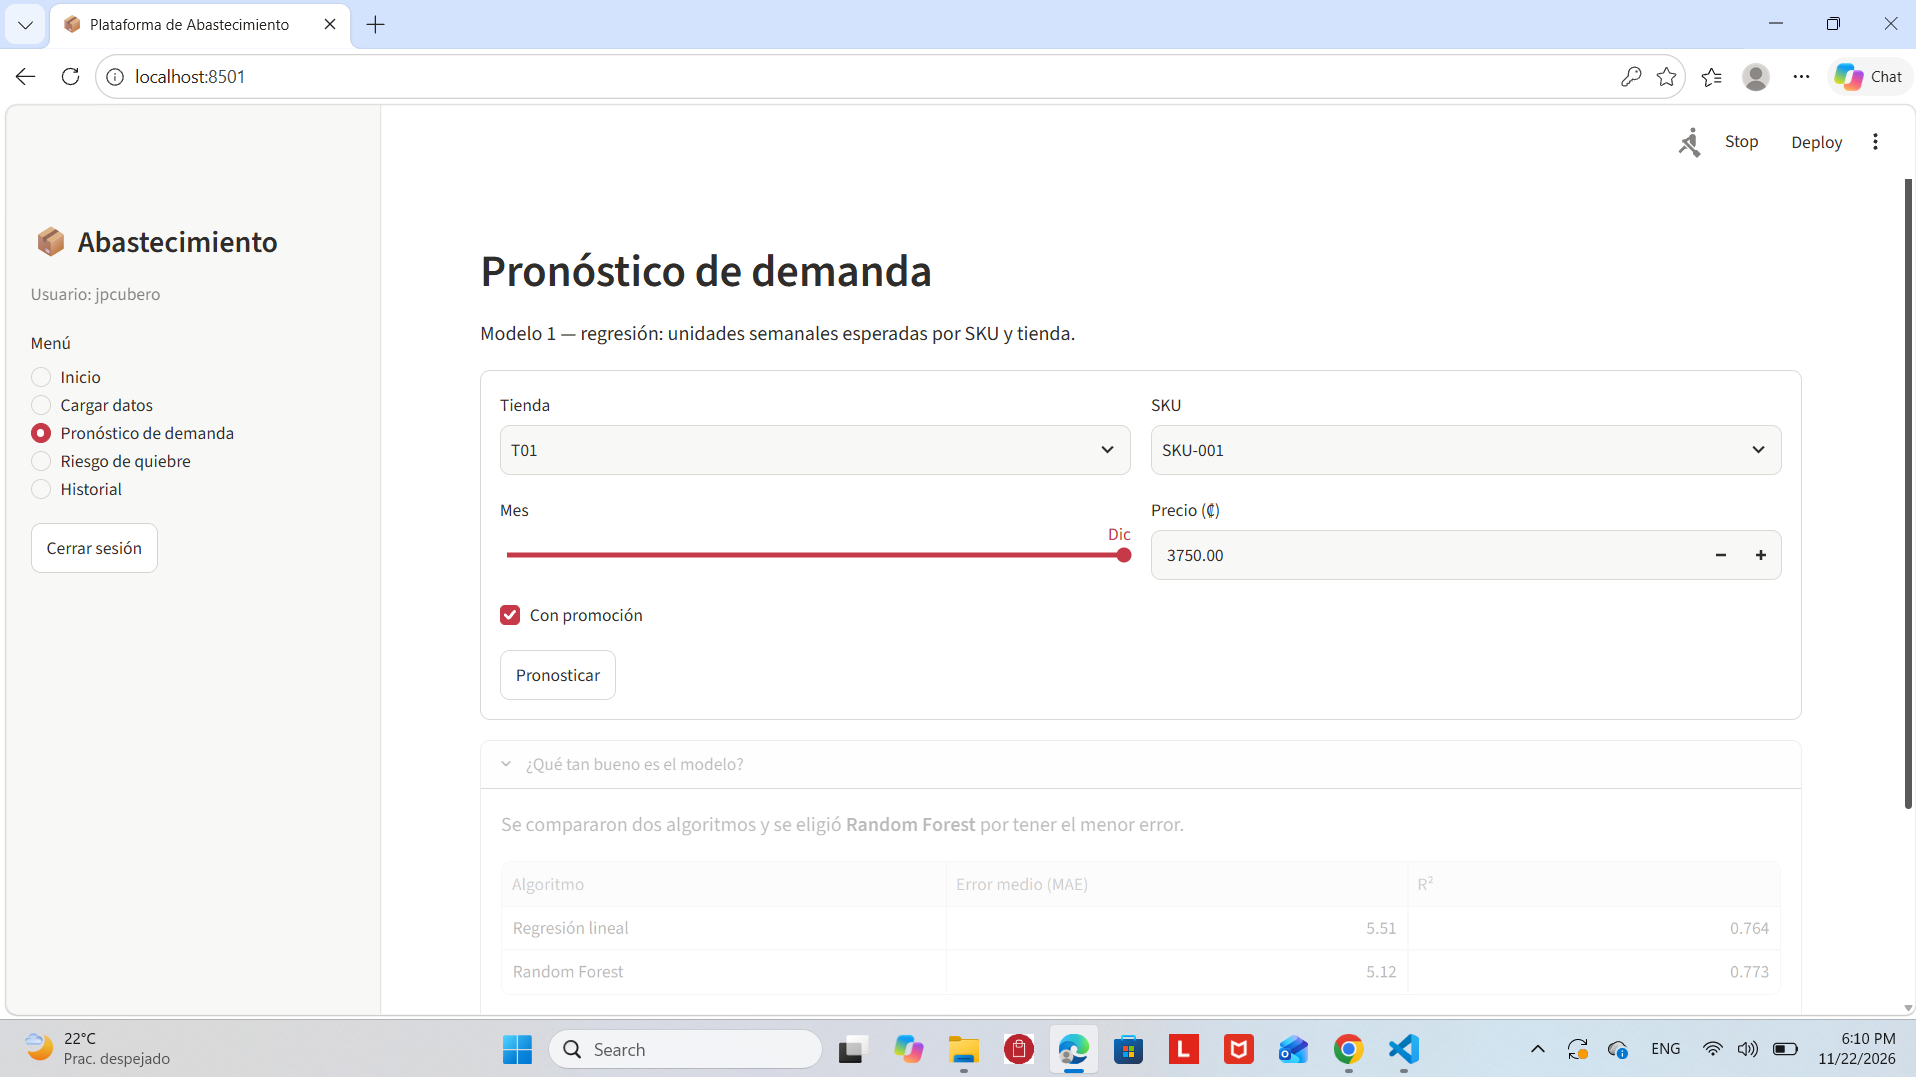 Plataforma de Abastecimiento
localhost:8501
Chat
Stop
Deploy
Abastecimiento
Usuario: jpcubero
Menú
Inicio
Cargar datos
Pronóstico de demanda
Riesgo de quiebre
Historial
Cerrar sesión
Pronóstico de demanda
Modelo 1 — regresión: unidades semanales esperadas por SKU y tienda.
Tienda
SKU
T01
SKU-001
Mes
Precio (₡)
Dic
3750.00
Con promoción
Pronosticar
¿Qué tan bueno es el modelo?
Se compararon dos algoritmos y se eligió Random Forest por tener el menor error.
Algoritmo Error medio (MAE) R²
Regresión lineal 5.51 0.764
Random Forest 5.12 0.773
22°C
Prac. despejado
Search
L
ENG
6:10 PM
11/22/2026